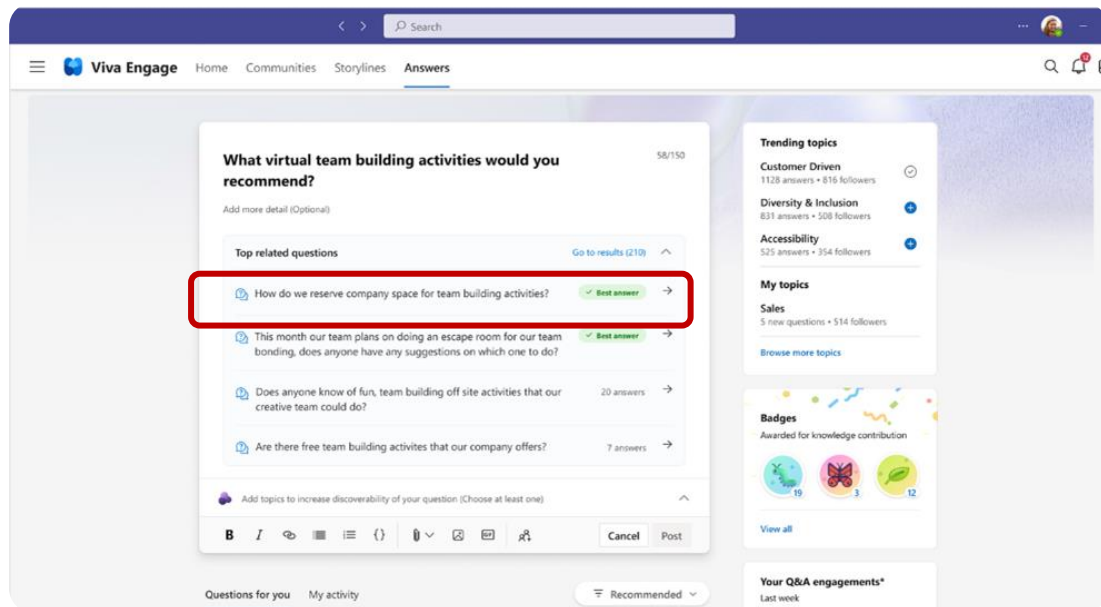 Search
Viva Engage Home Communities Storylines Answers
12
What virtual team building activities would you
recommend?
58/150
Add more detail (Optional)
Top related questions
Go to results (210)
How do we reserve company space for team building activities?
Best answer
This month our team plans on doing an escape room for our team
bonding, does anyone have any suggestions on which one to do?
Best answer
Does anyone know of fun, team building off site activities that our
creative team could do?
20 answers
Are there free team building activites that our company offers?
7 answers
Add topics to increase discoverability of your question (Choose at least one)
B I {} GIF
Cancel Post
Questions for you My activity
Recommended
Trending topics
Customer Driven
1128 answers • 816 followers
Diversity & Inclusion
831 answers • 508 followers
Accessibility
525 answers • 354 followers
My topics
Sales
5 new questions • 514 followers
Browse more topics
Badges
Awarded for knowledge contribution
19 3 12
View all
Your Q&A engagements*
Last week